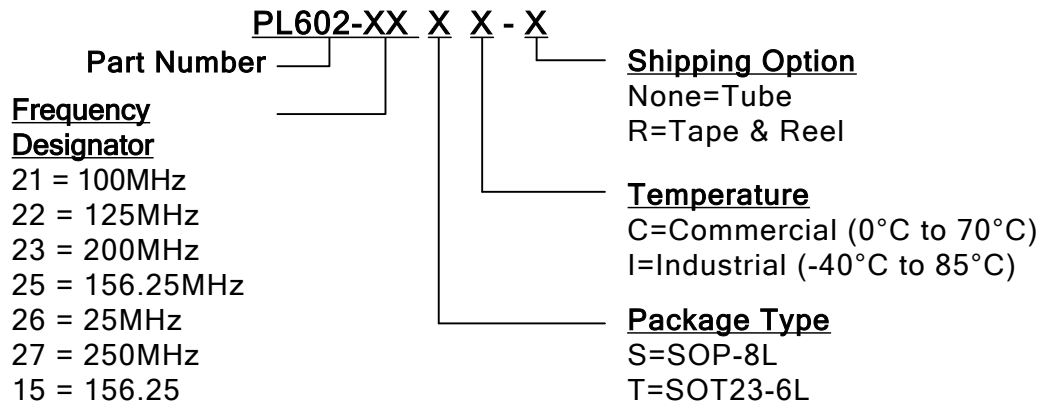 PL602-XX X X - X
Part Number
Frequency
Designator
21 = 100MHz
22 = 125MHz
23 = 200MHz
25 = 156.25MHz
26 = 25MHz
27 = 250MHz
15 = 156.25
Shipping Option
None=Tube
R=Tape & Reel
Temperature
C=Commercial (0°C to 70°C)
I=Industrial (-40°C to 85°C)
Package Type
S=SOP-8L
T=SOT23-6L